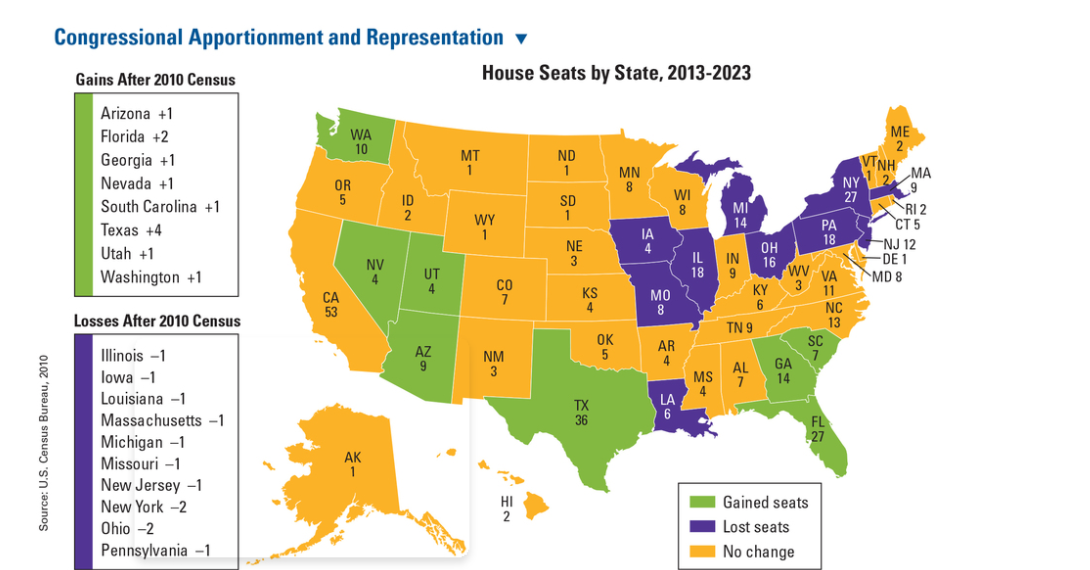 Congressional Apportionment and Representation ▼
House Seats by State, 2013-2023
Gains After 2010 Census
Arizona +1
Florida +2
Georgia +1
Nevada +1
South Carolina +1
Texas +4
Utah +1
Washington +1
Losses After 2010 Census
Illinois –1
Iowa –1
Louisiana –1
Massachusetts –1
Michigan –1
Missouri –1
New Jersey –1
New York –2
Ohio –2
Pennsylvania –1
Source: U.S. Census Bureau, 2010
WA
10
OR
5
CA
53
NV
4
ID
2
MT
1
WY
1
UT
4
AZ
9
CO
7
NM
3
ND
1
SD
1
NE
3
KS
4
OK
5
TX
36
MN
8
IA
4
MO
8
AR
4
LA
6
WI
8
IL
18
MI
14
IN
9
OH
16
KY
6
TN 9
MS
4
AL
7
GA
14
FL
27
SC
7
NC
13
VA
11
WV
3
PA
18
NY
27
VT
1
NH
2
ME
2
MA
9
RI 2
CT 5
NJ 12
DE 1
MD 8
AK
1
HI
2
Gained seats
Lost seats
No change